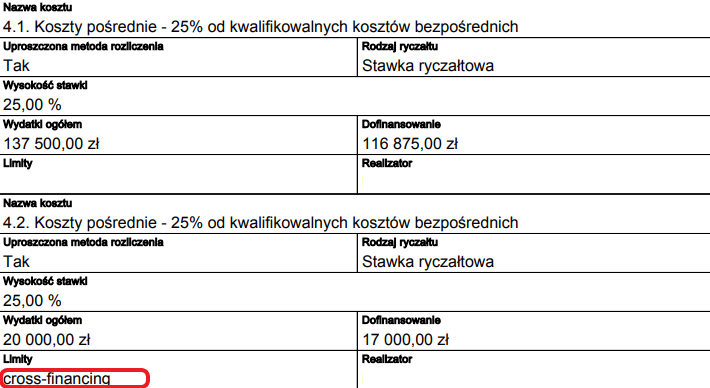 Nazwa kosztu
4.1. Koszty pośrednie - 25% od kwalifikowalnych kosztów bezpośrednich
Uproszczona metoda rozliczenia Rodzaj ryczałtu
Tak Stawka ryczałtowa
Wysokość stawki
25,00 %
Wydatki ogółem Dofinansowanie
137 500,00 zł 116 875,00 zł
Limity Realizator
Nazwa kosztu
4.2. Koszty pośrednie - 25% od kwalifikowalnych kosztów bezpośrednich
Uproszczona metoda rozliczenia Rodzaj ryczałtu
Tak Stawka ryczałtowa
Wysokość stawki
25,00 %
Wydatki ogółem Dofinansowanie
20 000,00 zł 17 000,00 zł
Limity Realizator
cross-financing